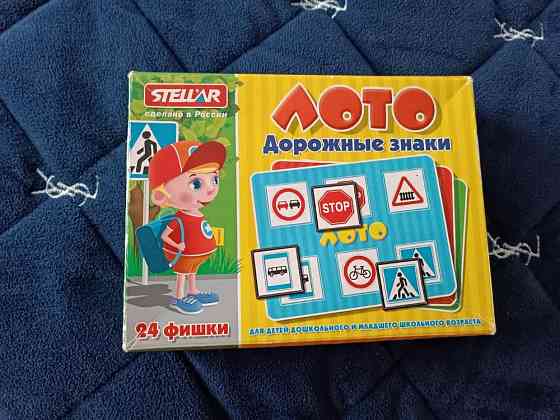 STELLAR
сделано в России
ЛОТО
Дорожные знаки
STOP
ЛОТО
24 фишки
ДЛЯ ДЕТЕЙ ДОШКОЛЬНОГО И МЛАДШЕГО ШКОЛЬНОГО ВОЗРАСТА